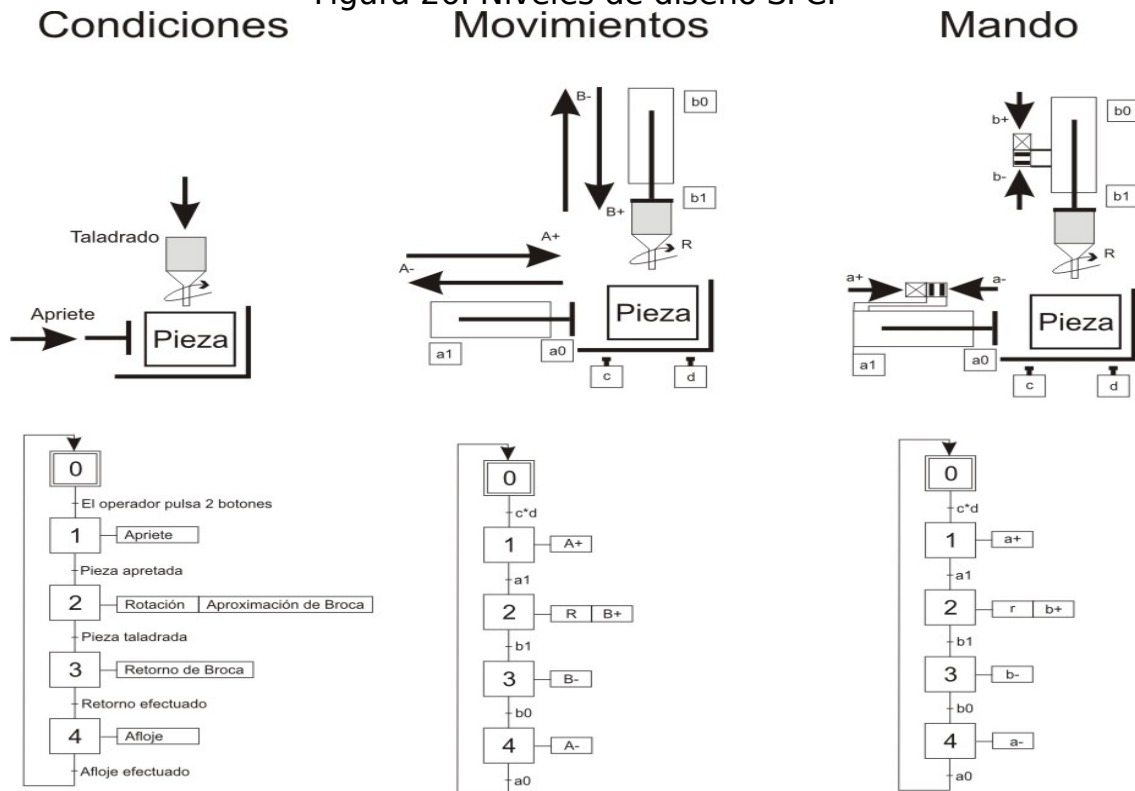 Figura 26. Niveles de diseño SFC.
Condiciones
Movimientos
Mando
Taladrado
Apriete
Pieza
B-
b0
b1
B+
R
A+
A-
Pieza
a1
a0
c
d
b+
b0
b-
b1
R
a+
a-
Pieza
a1
a0
c
d
0
El operador pulsa 2 botones
1
Apriete
Pieza apretada
2
Rotación
Aproximación de Broca
Pieza taladrada
3
Retorno de Broca
Retorno efectuado
4
Afloje
Afloje efectuado
0
c*d
1
A+
a1
2
R
B+
b1
3
B-
b0
4
A-
a0
0
c*d
1
a+
a1
2
r
b+
b1
3
b-
b0
4
a-
a0